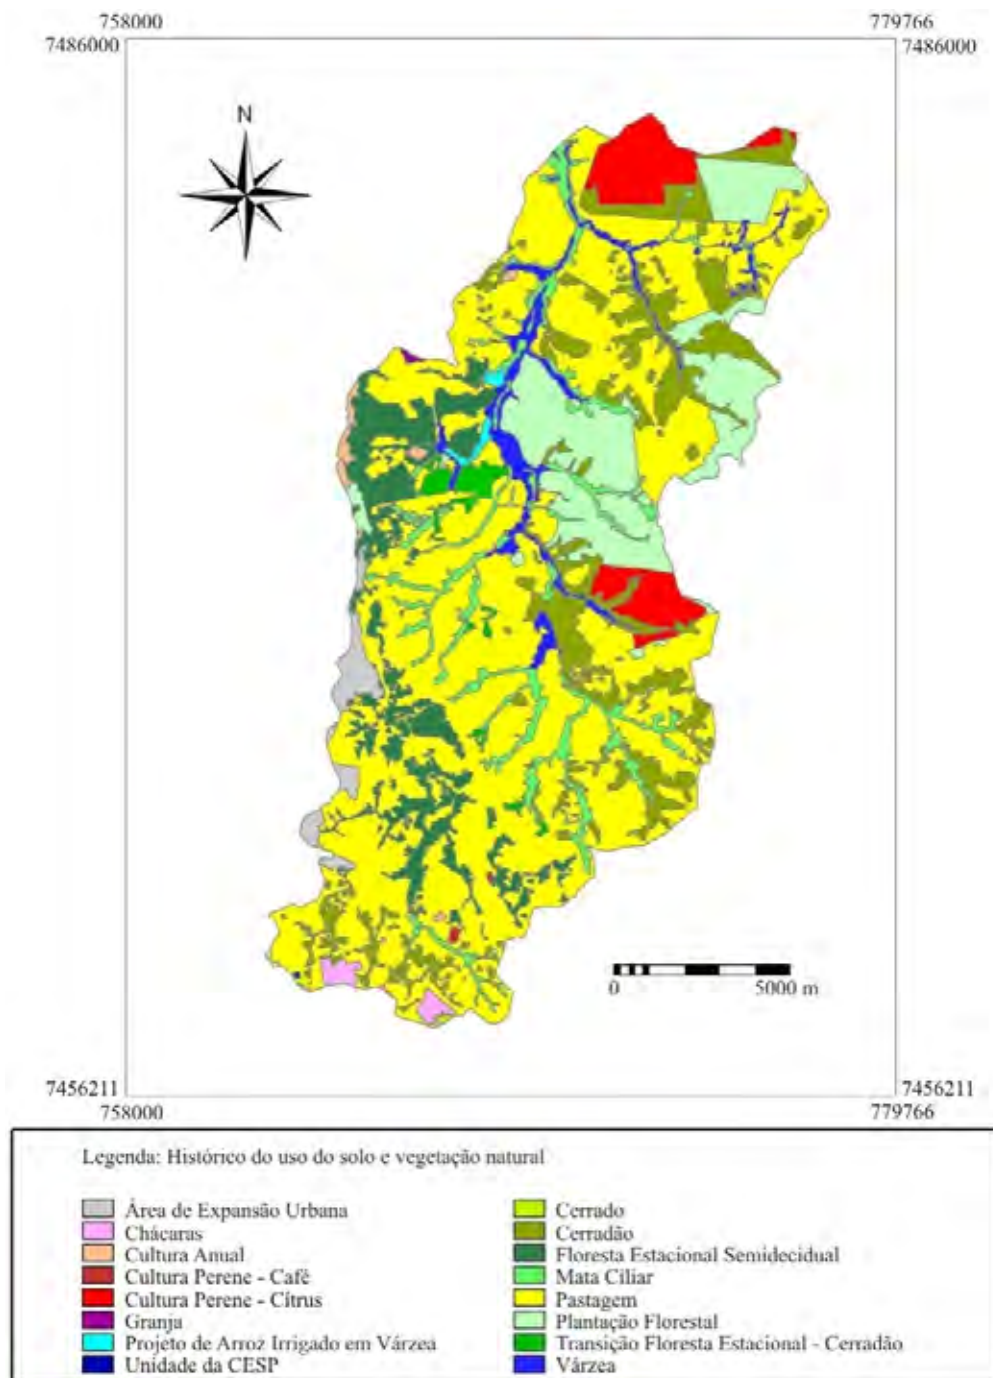 758000 779766
7486000 7486000
N
0 5000 m
7456211 7456211
758000 779766
Legenda: Histórico do uso do solo e vegetação natural
Área de Expansão Urbana
Chácaras
Cultura Anual
Cultura Perene - Café
Cultura Perene - Cítrus
Granja
Projeto de Arroz Irrigado em Várzea
Unidade da CESP
Cerrado
Cerradão
Floresta Estacional Semidecidual
Mata Ciliar
Pastagem
Plantação Florestal
Transição Floresta Estacional - Cerradão
Várzea